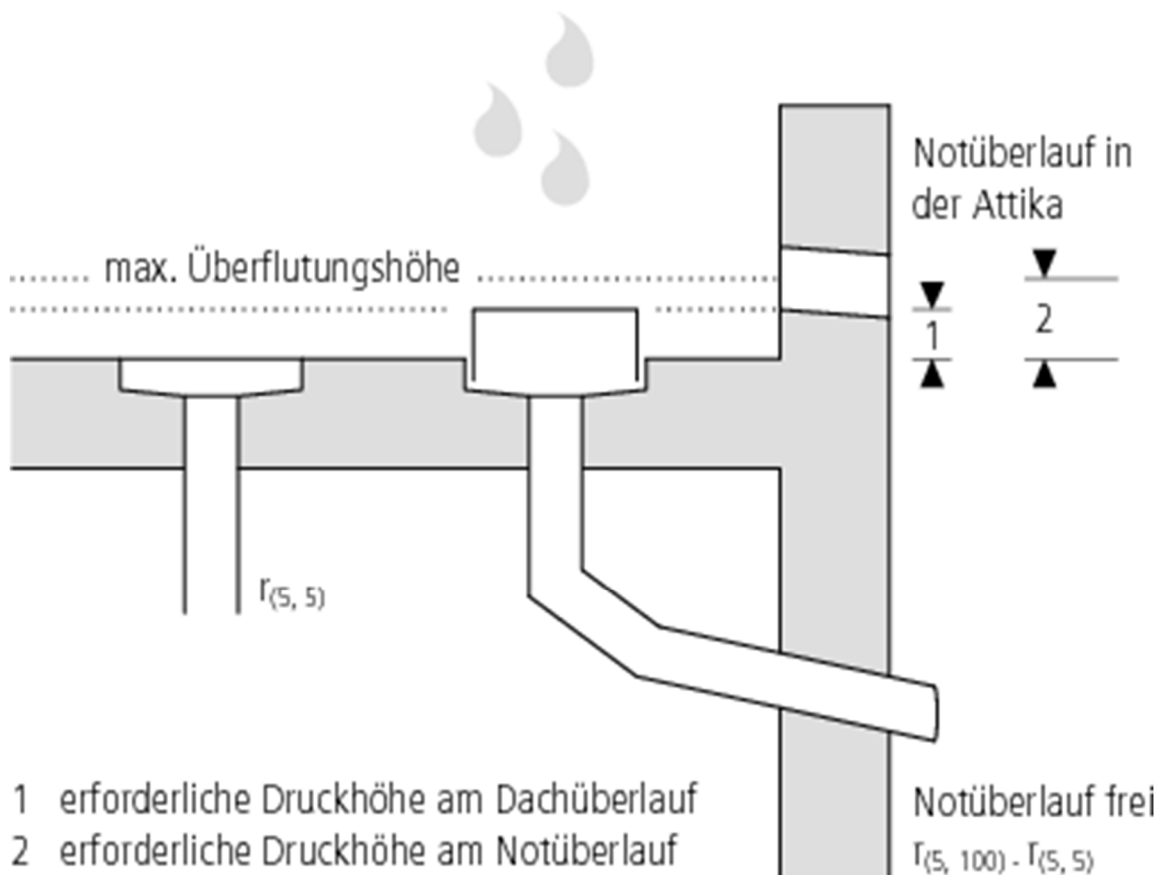 Notüberlauf in
der Attika
max. Überflutungshöhe
1
2
r(5, 5)
1 erforderliche Druckhöhe am Dachüberlauf
2 erforderliche Druckhöhe am Notüberlauf
Notüberlauf frei
r(5, 100) - r(5, 5)